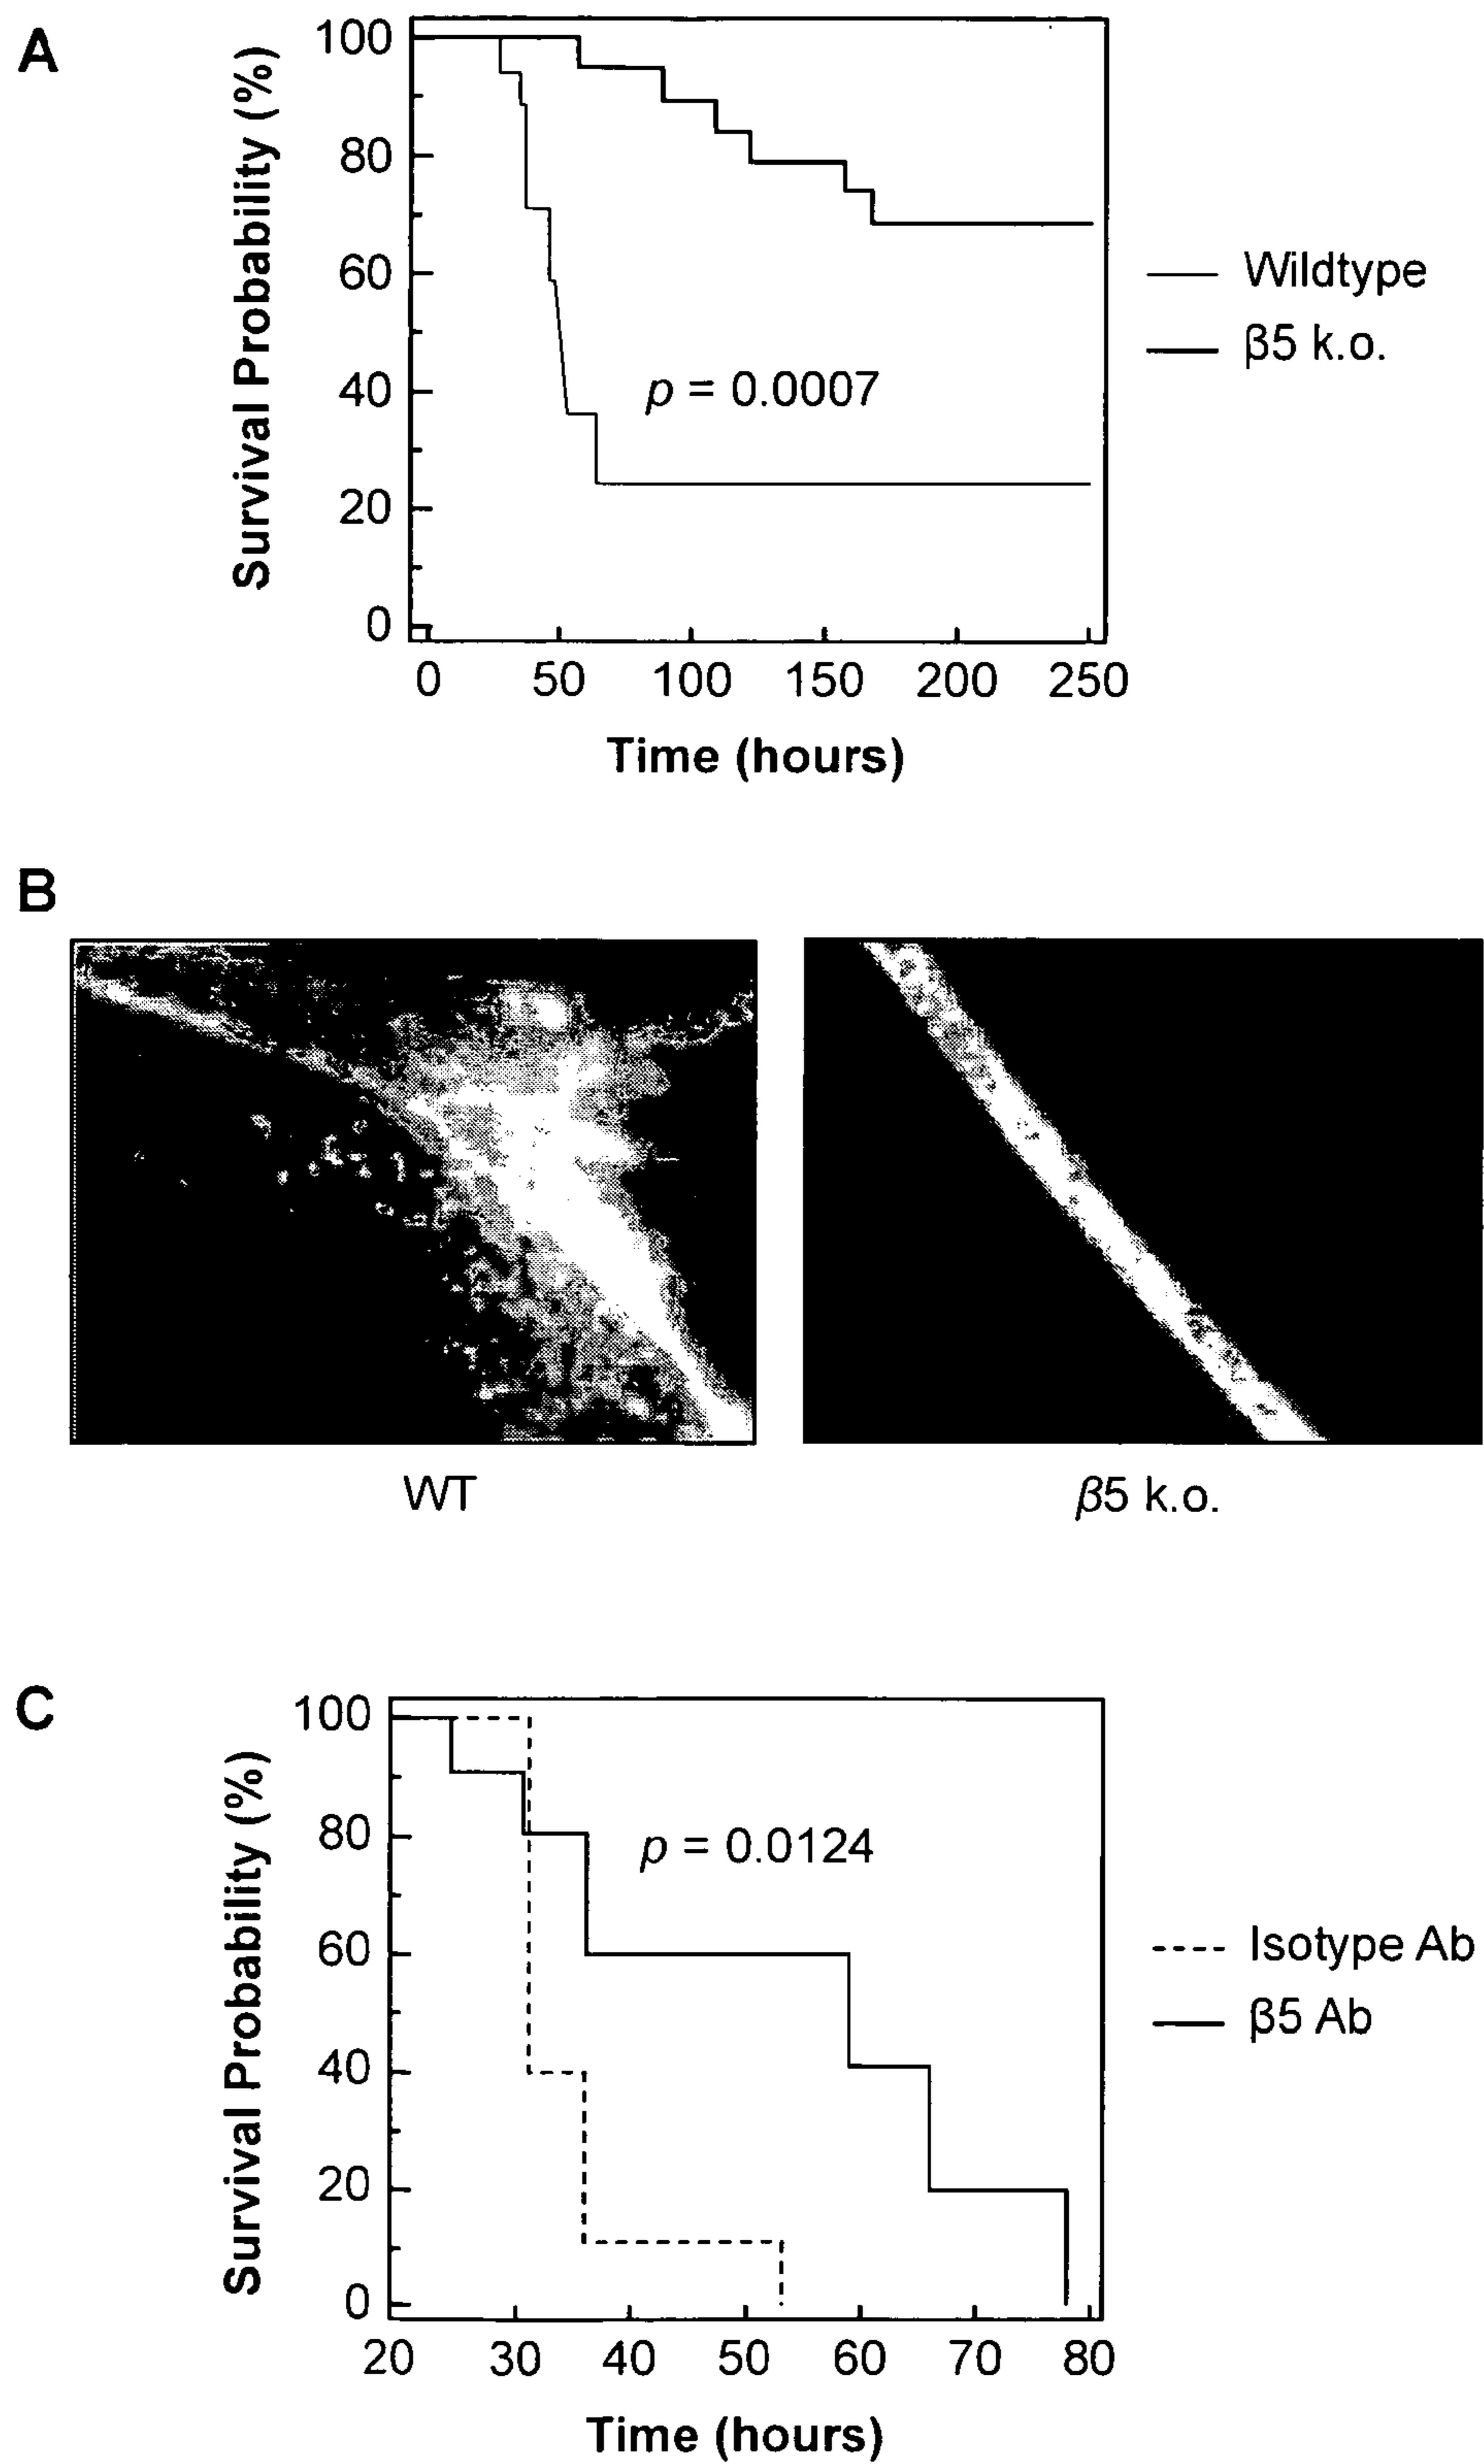 A
Survival Probability (%)
100
80
60
40
20
0
p = 0.0007
0 50 100 150 200 250
Time (hours)
Wildtype
β5 k.o.
B
WT
β5 k.o.
C
Survival Probability (%)
100
80
60
40
20
0
p = 0.0124
20 30 40 50 60 70 80
Time (hours)
Isotype Ab
β5 Ab